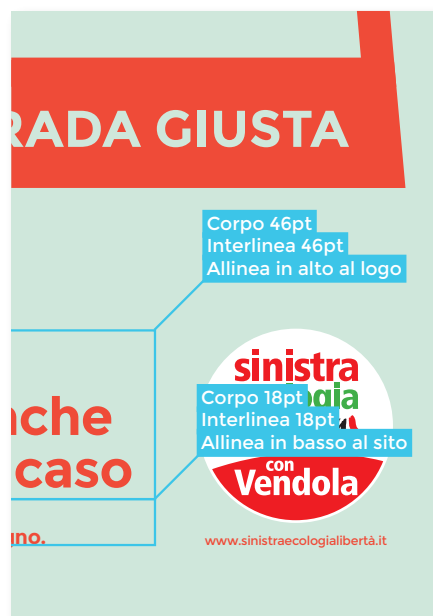 RADA GIUSTA
Corpo 46pt
Interlinea 46pt
Allinea in alto al logo
sinistra
Corpo 18pt
Interlinea 18pt
Allinea in basso al sito
nche
caso
con
Vendola
www.sinistraecologialibertà.it